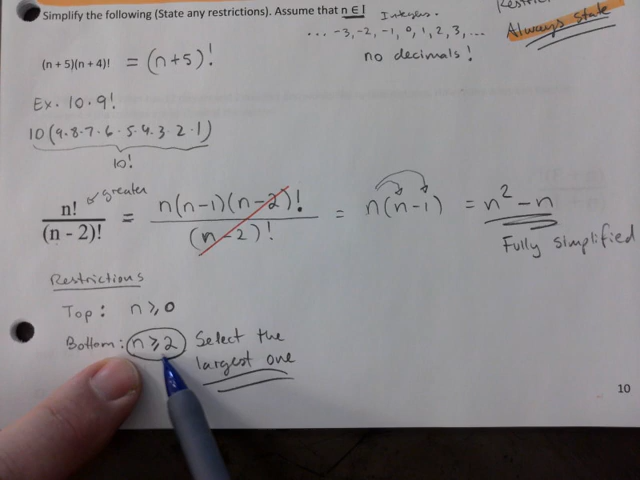 Simplify the following (State any restrictions). Assume that n ∈ I
Integers.
... -3, -2, -1, 0, 1, 2, 3, ...
no decimals!
Always state
(n + 5)(n + 4)! = (n+5)!
Ex. 10·9!
10(9·8·7·6·5·4·3·2·1)
10!
greater
n!/(n - 2)! = n(n-1)(n-2)!/(n-2)! = n(n-1) = n²-n
Fully simplified
Restrictions
Top: n≥0
Bottom: n≥2 Select the
largest one
10